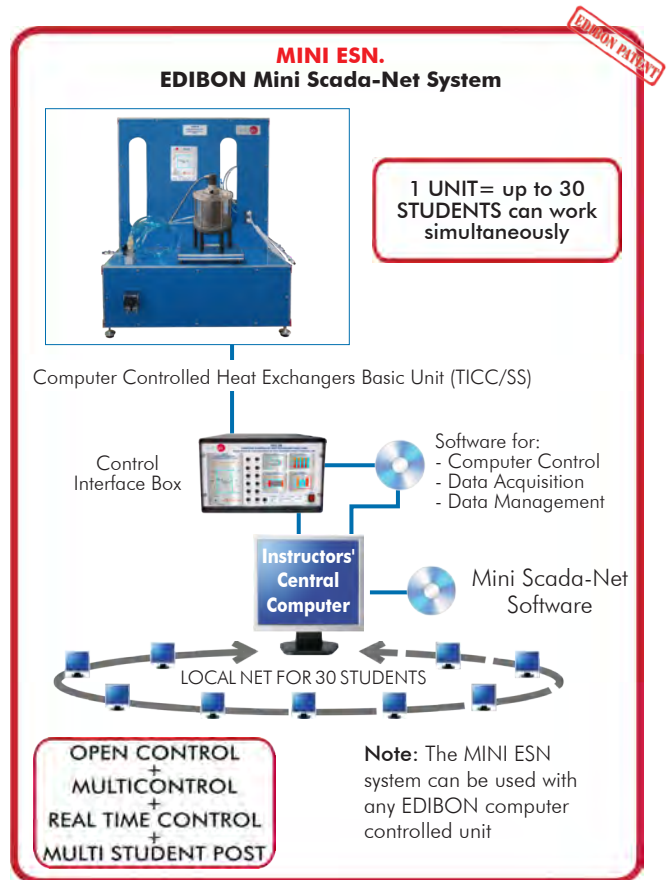 EDIBON PATENT
MINI ESN.
EDIBON Mini Scada-Net System
1 UNIT= up to 30
STUDENTS can work
simultaneously
Computer Controlled Heat Exchangers Basic Unit (TICC/SS)
Control
Interface Box
Software for:
- Computer Control
- Data Acquisition
- Data Management
Instructors'
Central
Computer
Mini Scada-Net
Software
LOCAL NET FOR 30 STUDENTS
OPEN CONTROL
+
MULTICONTROL
+
REAL TIME CONTROL
+
MULTI STUDENT POST
Note: The MINI ESN
system can be used with
any EDIBON computer
controlled unit